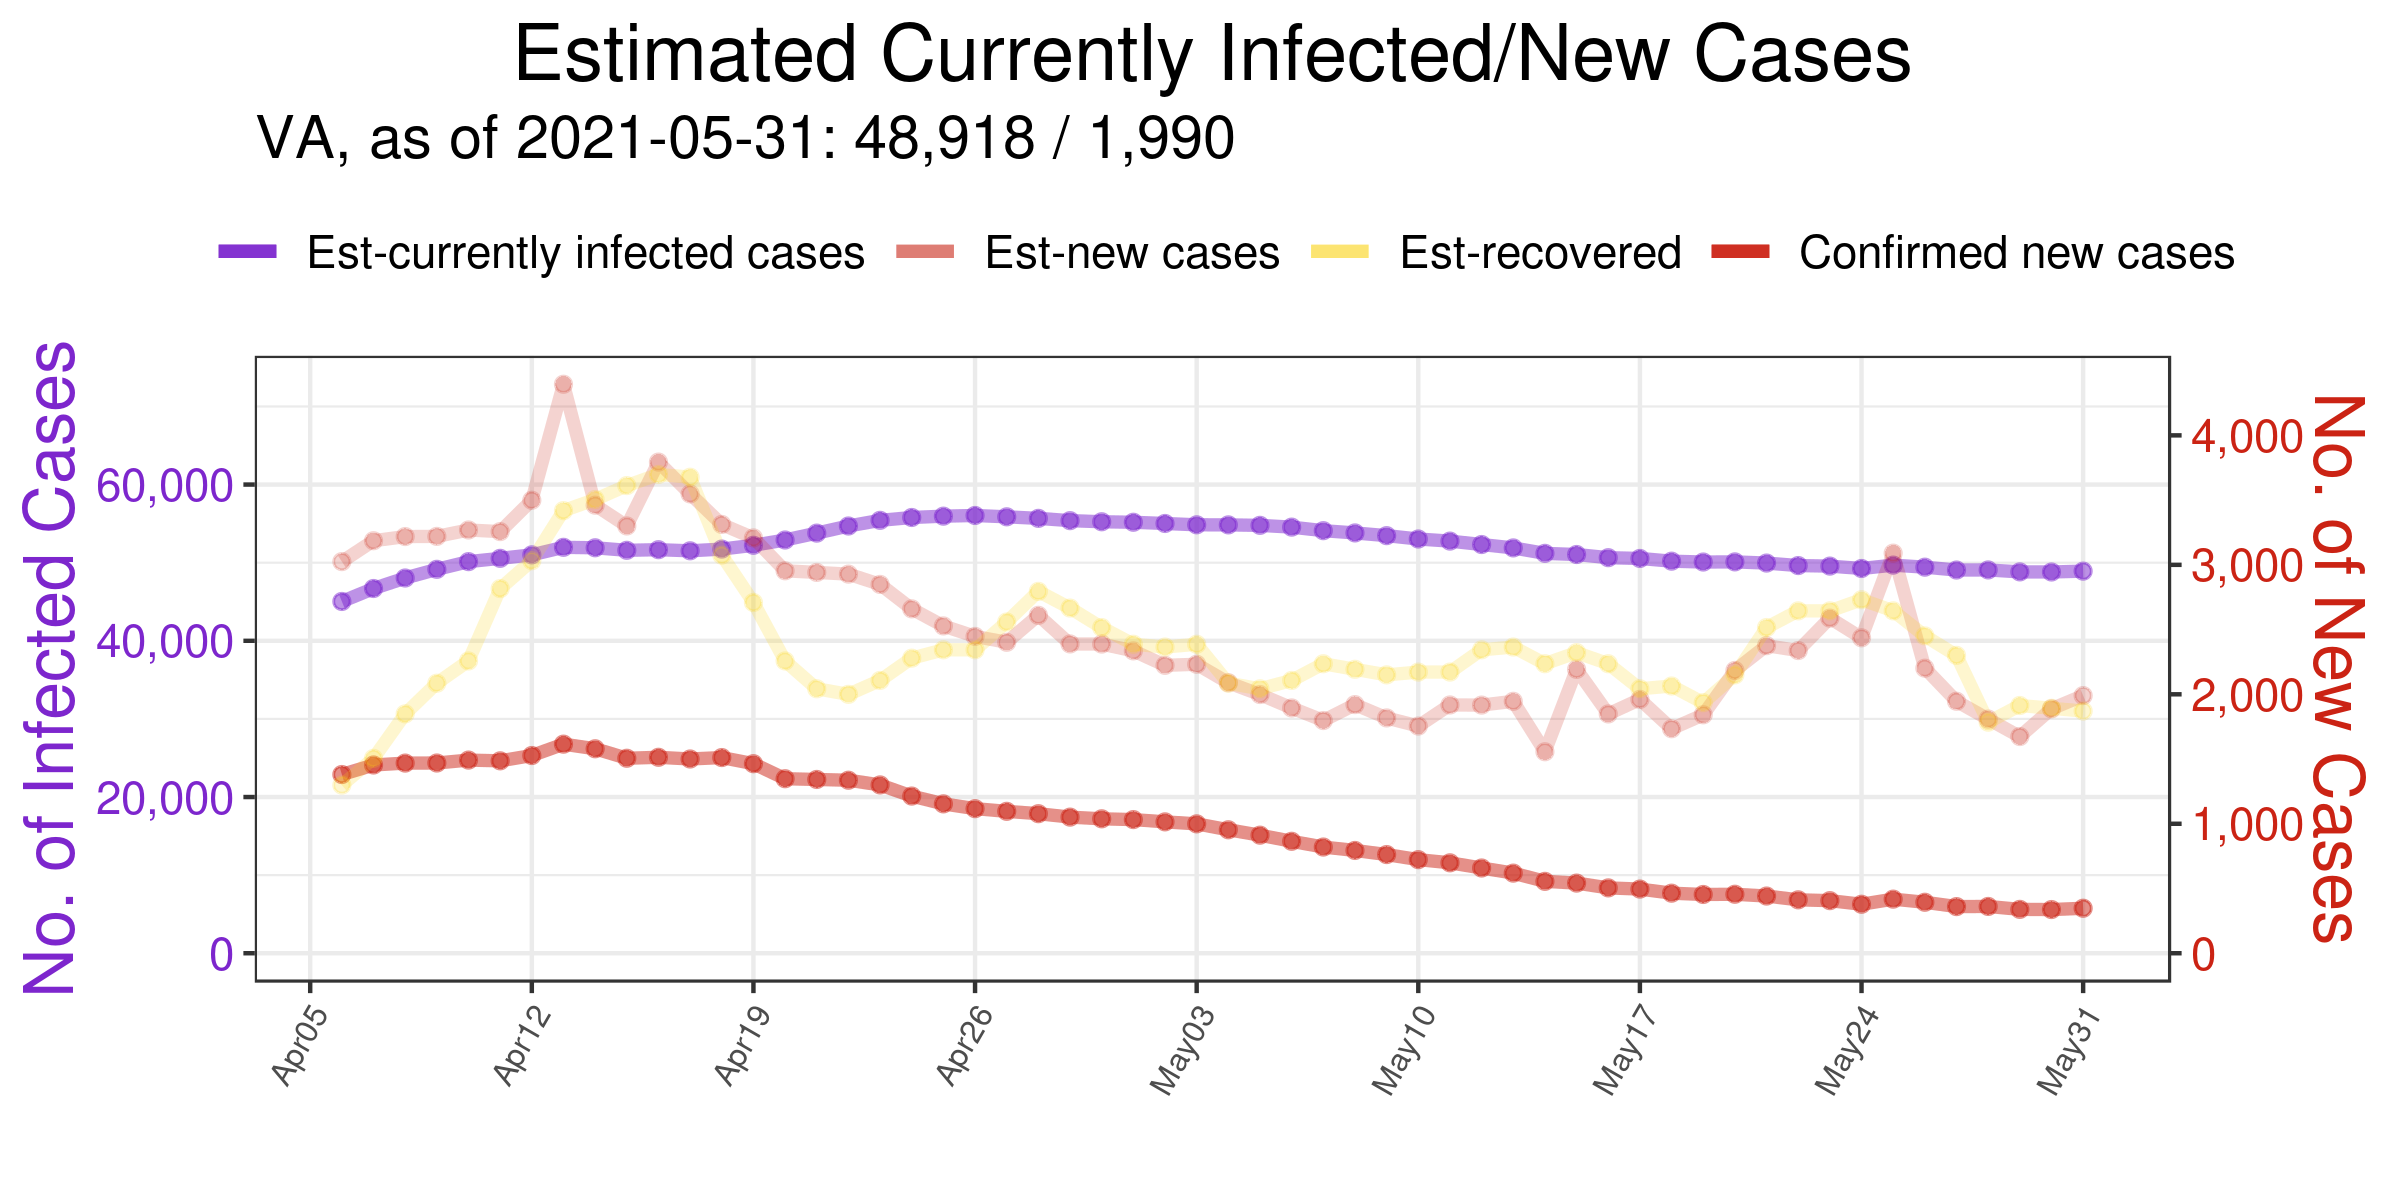 Estimated Currently Infected/New Cases
VA, as of 2021-05-31: 48,918 / 1,990
Est-currently infected cases Est-new cases Est-recovered Confirmed new cases
No. of Infected Cases
60,000
40,000
20,000
0
4,000
3,000
2,000
1,000
0
No. of New Cases
Apr05 Apr12 Apr19 Apr26 May03 May10 May17 May24 May31